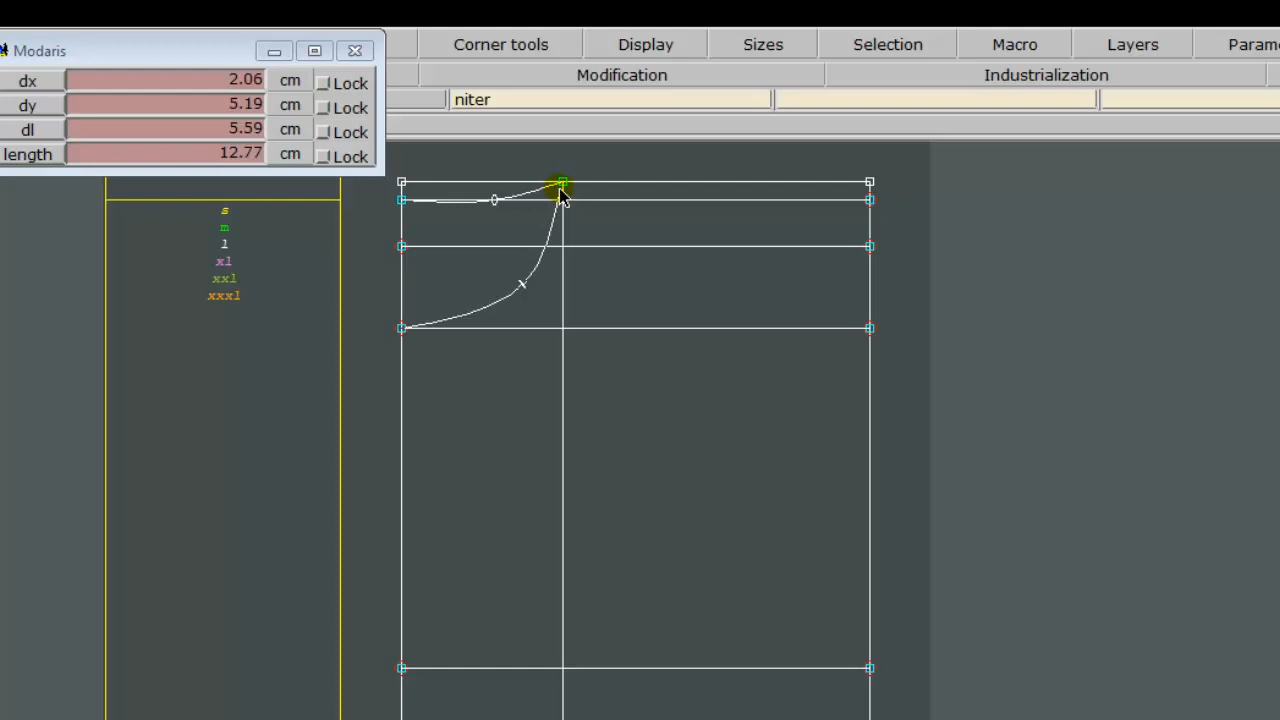 Modaris
dx 2.06 cm Lock
dy 5.19 cm Lock
dl 5.59 cm Lock
length 12.77 cm Lock
Corner tools Display Sizes Selection Macro Layers Paramo
Modification Industrialization
niter
s
m
l
xl
xxl
xxxl